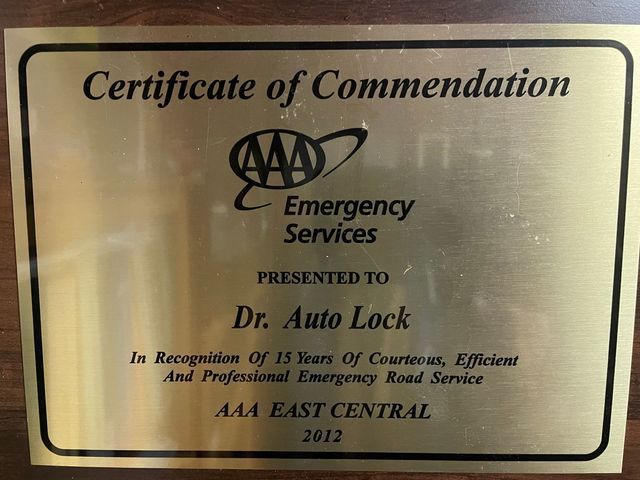 Certificate of Commendation
AAA
Emergency
Services
PRESENTED TO
Dr. Auto Lock
In Recognition Of 15 Years Of Courteous, Efficient
And Professional Emergency Road Service
AAA EAST CENTRAL
2012